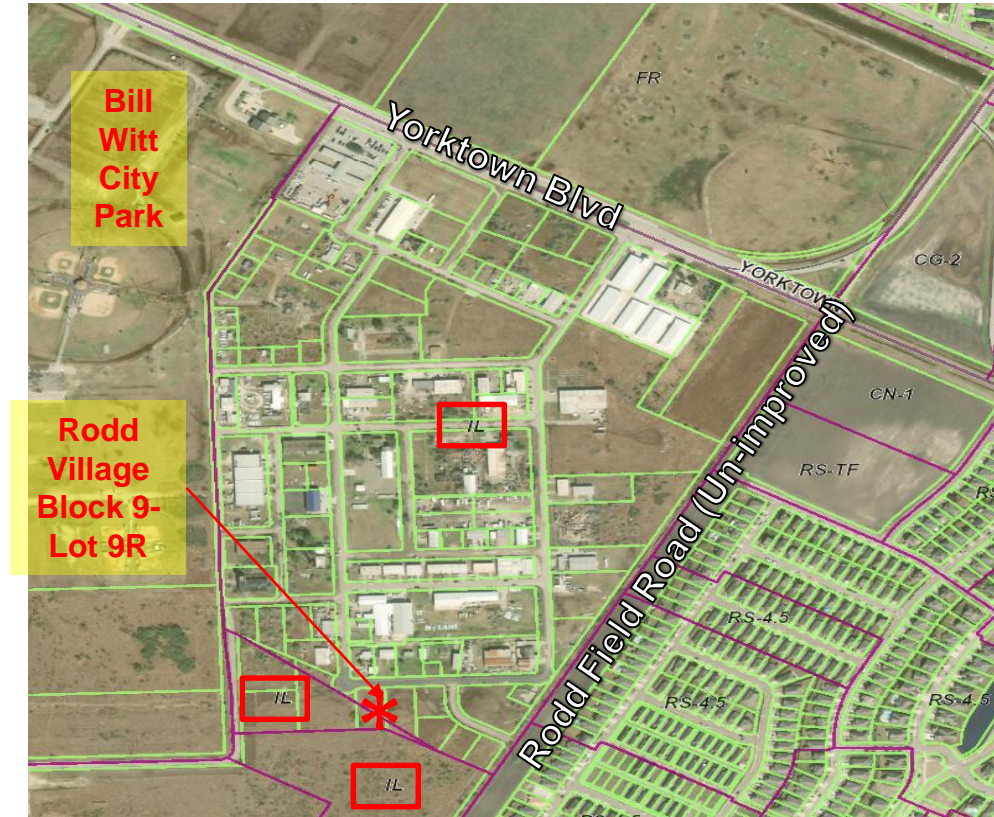 FR
Bill
Witt
City
Park
Yorktown Blvd
CG-2
YORKTOW
CN-1
Rodd
Village
Block 9-
Lot 9R
IL
RS-TF
Rodd Field Road (Un-improved)
RS-4.5
IL
RS-4.5
RS-4.5
IL